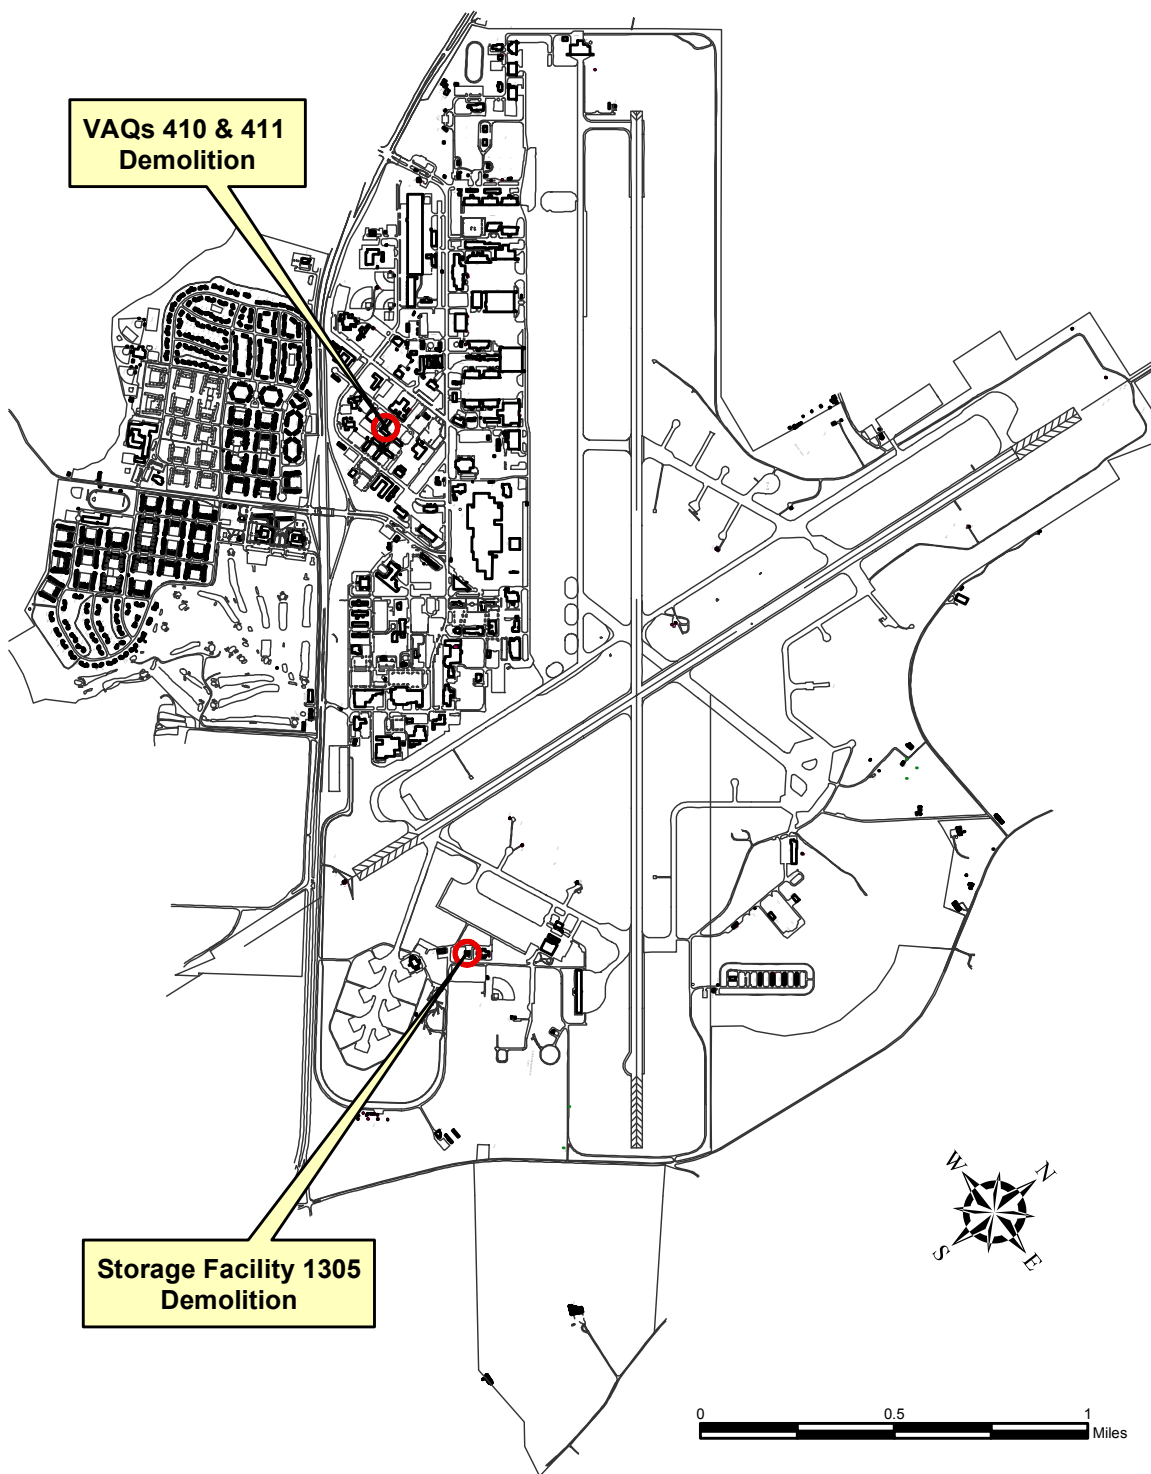 VAQs 410 & 411
Demolition
W
N
S
E
Storage Facility 1305
Demolition
0
0.5
1
Miles